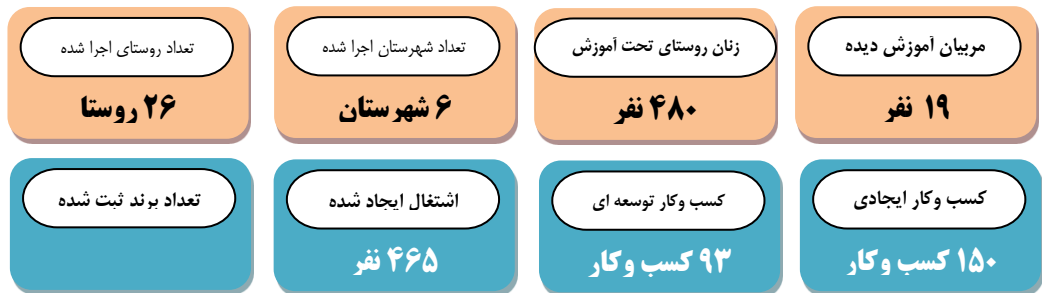 مربیان آموزش دیده
۱۹ نفر
زنان روستای تحت آموزش
۴۸۰ نفر
تعداد شهرستان اجرا شده
۶ شهرستان
تعداد روستای اجرا شده
۲۶ روستا
کسب وکار ایجادی
۱۵۰ کسب وکار
کسب وکار توسعه ای
۹۳ کسب وکار
اشتغال ایجاد شده
۴۶۵ نفر
تعداد برند ثبت شده